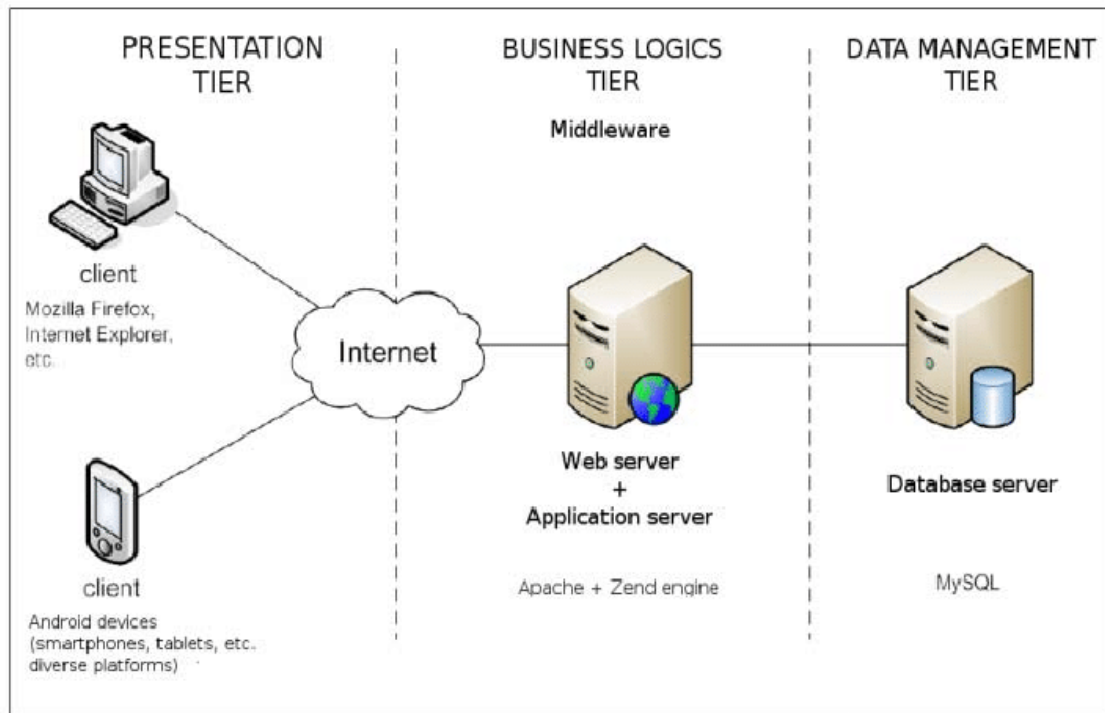 PRESENTATION
TIER
BUSINESS LOGICS
TIER
DATA MANAGEMENT
TIER
Middleware
client
Mozilla Firefox,
Internet Explorer,
etc.
Internet
Web server
+
Application server
Database server
client
Apache + Zend engine
MySQL
Android devices
(smartphones, tablets, etc.
diverse platforms)